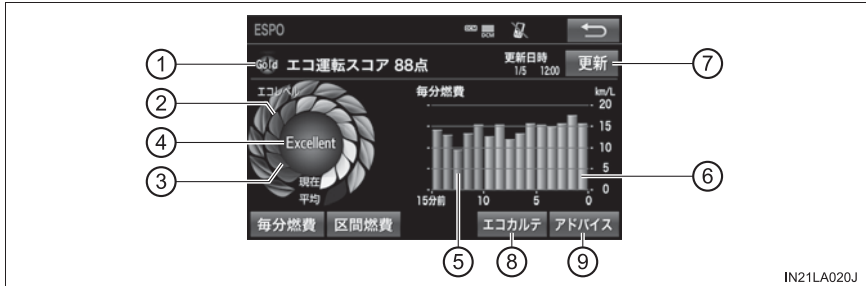 ESPO
DCM
① Gold エコ運転スコア 88点 更新日時 1/5 12:00 更新 ⑦
② エコレベル
毎分燃費 km/L
20
④ Excellent
15
③
10
⑥
現在
5
平均
0
15分前 10 5 0
毎分燃費 区間燃費 エコカルテ アドバイス
⑤ ⑧ ⑨
IN21LA020J